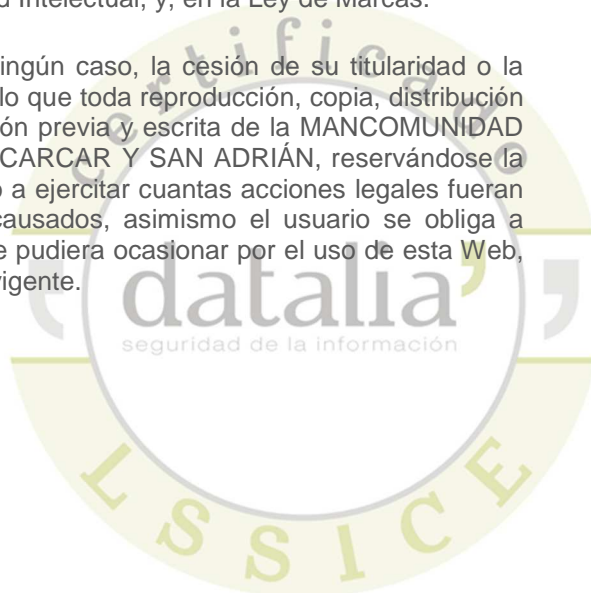 d Intelectual, y, en la Ley de Marcas.
ingún caso, la cesión de su titularidad o la
lo que toda reproducción, copia, distribución
ón previa y escrita de la MANCOMUNIDAD
CARCAR Y SAN ADRIÁN, reservándose la
o a ejercitar cuantas acciones legales fueran
causados, asimismo el usuario se obliga a
e pudiera ocasionar por el uso de esta Web,
vigente.
certificado
datalia
seguridad de la información
LSSICE